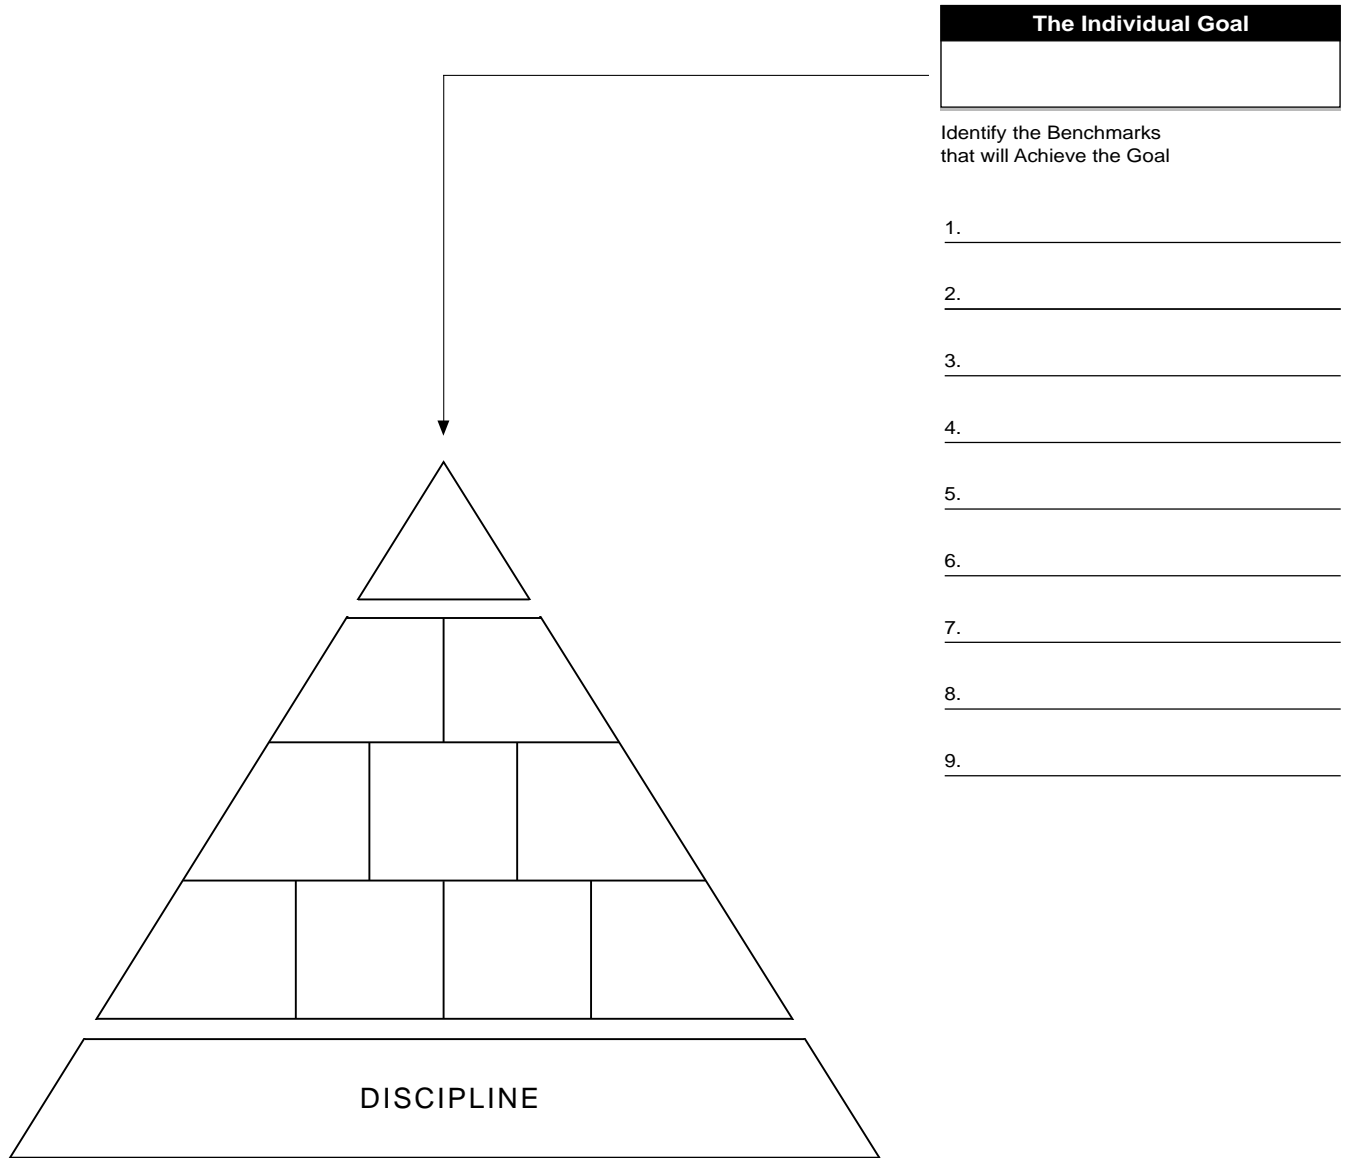 The Individual Goal
Identify the Benchmarks
that will Achieve the Goal
1.
2.
3.
4.
5.
6.
7.
8.
9.
DISCIPLINE